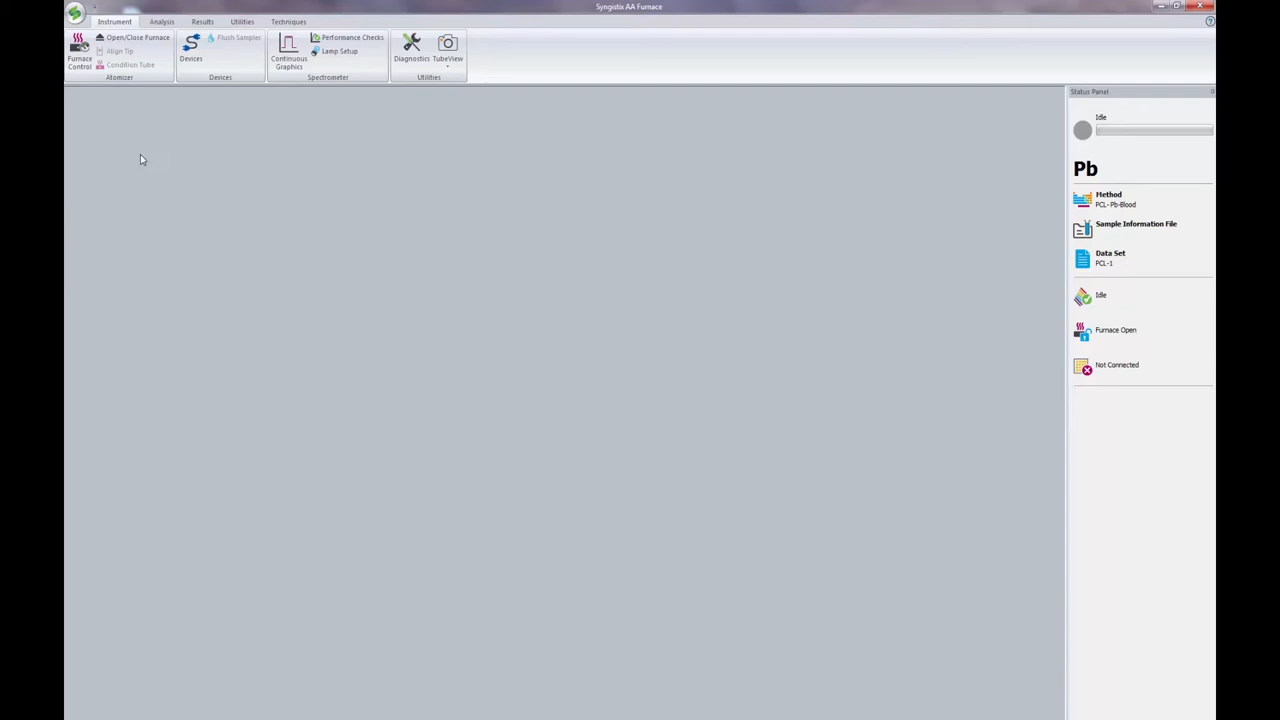 Syngistix AA Furnace
Instrument Analysis Results Utilities Techniques
Furnace Control
Open/Close Furnace
Align Tip
Condition Tube
Atomizer
Devices
Flush Sampler
Devices
Continuous Graphics
Performance Checks
Lamp Setup
Spectrometer
Diagnostics
TubeView
Utilities
Status Panel
Idle
Pb
Method
PCL-Pb-Blood
Sample Information File
Data Set
PCL-1
Idle
Furnace Open
Not Connected